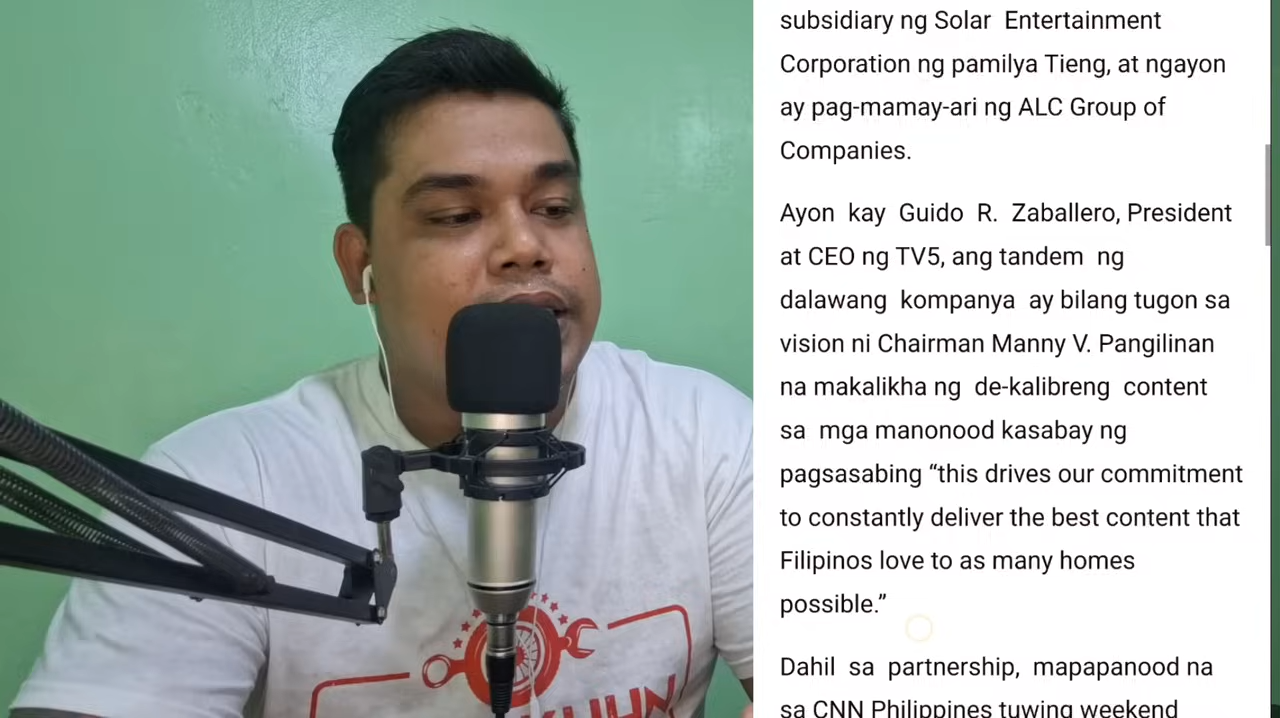 subsidiary ng Solar Entertainment
Corporation ng pamilya Tieng, at ngayon
ay pag-mamay-ari ng ALC Group of
Companies.
Ayon kay Guido R. Zaballero, President
at CEO ng TV5, ang tandem ng
dalawang kompanya ay bilang tugon sa
vision ni Chairman Manny V. Pangilinan
na makalikha ng de-kalibreng content
sa mga manonood kasabay ng
pagsasabing “this drives our commitment
to constantly deliver the best content that
Filipinos love to as many homes
possible.”
Dahil sa partnership, mapapanood na
sa CNN Philippines tuwing weekend